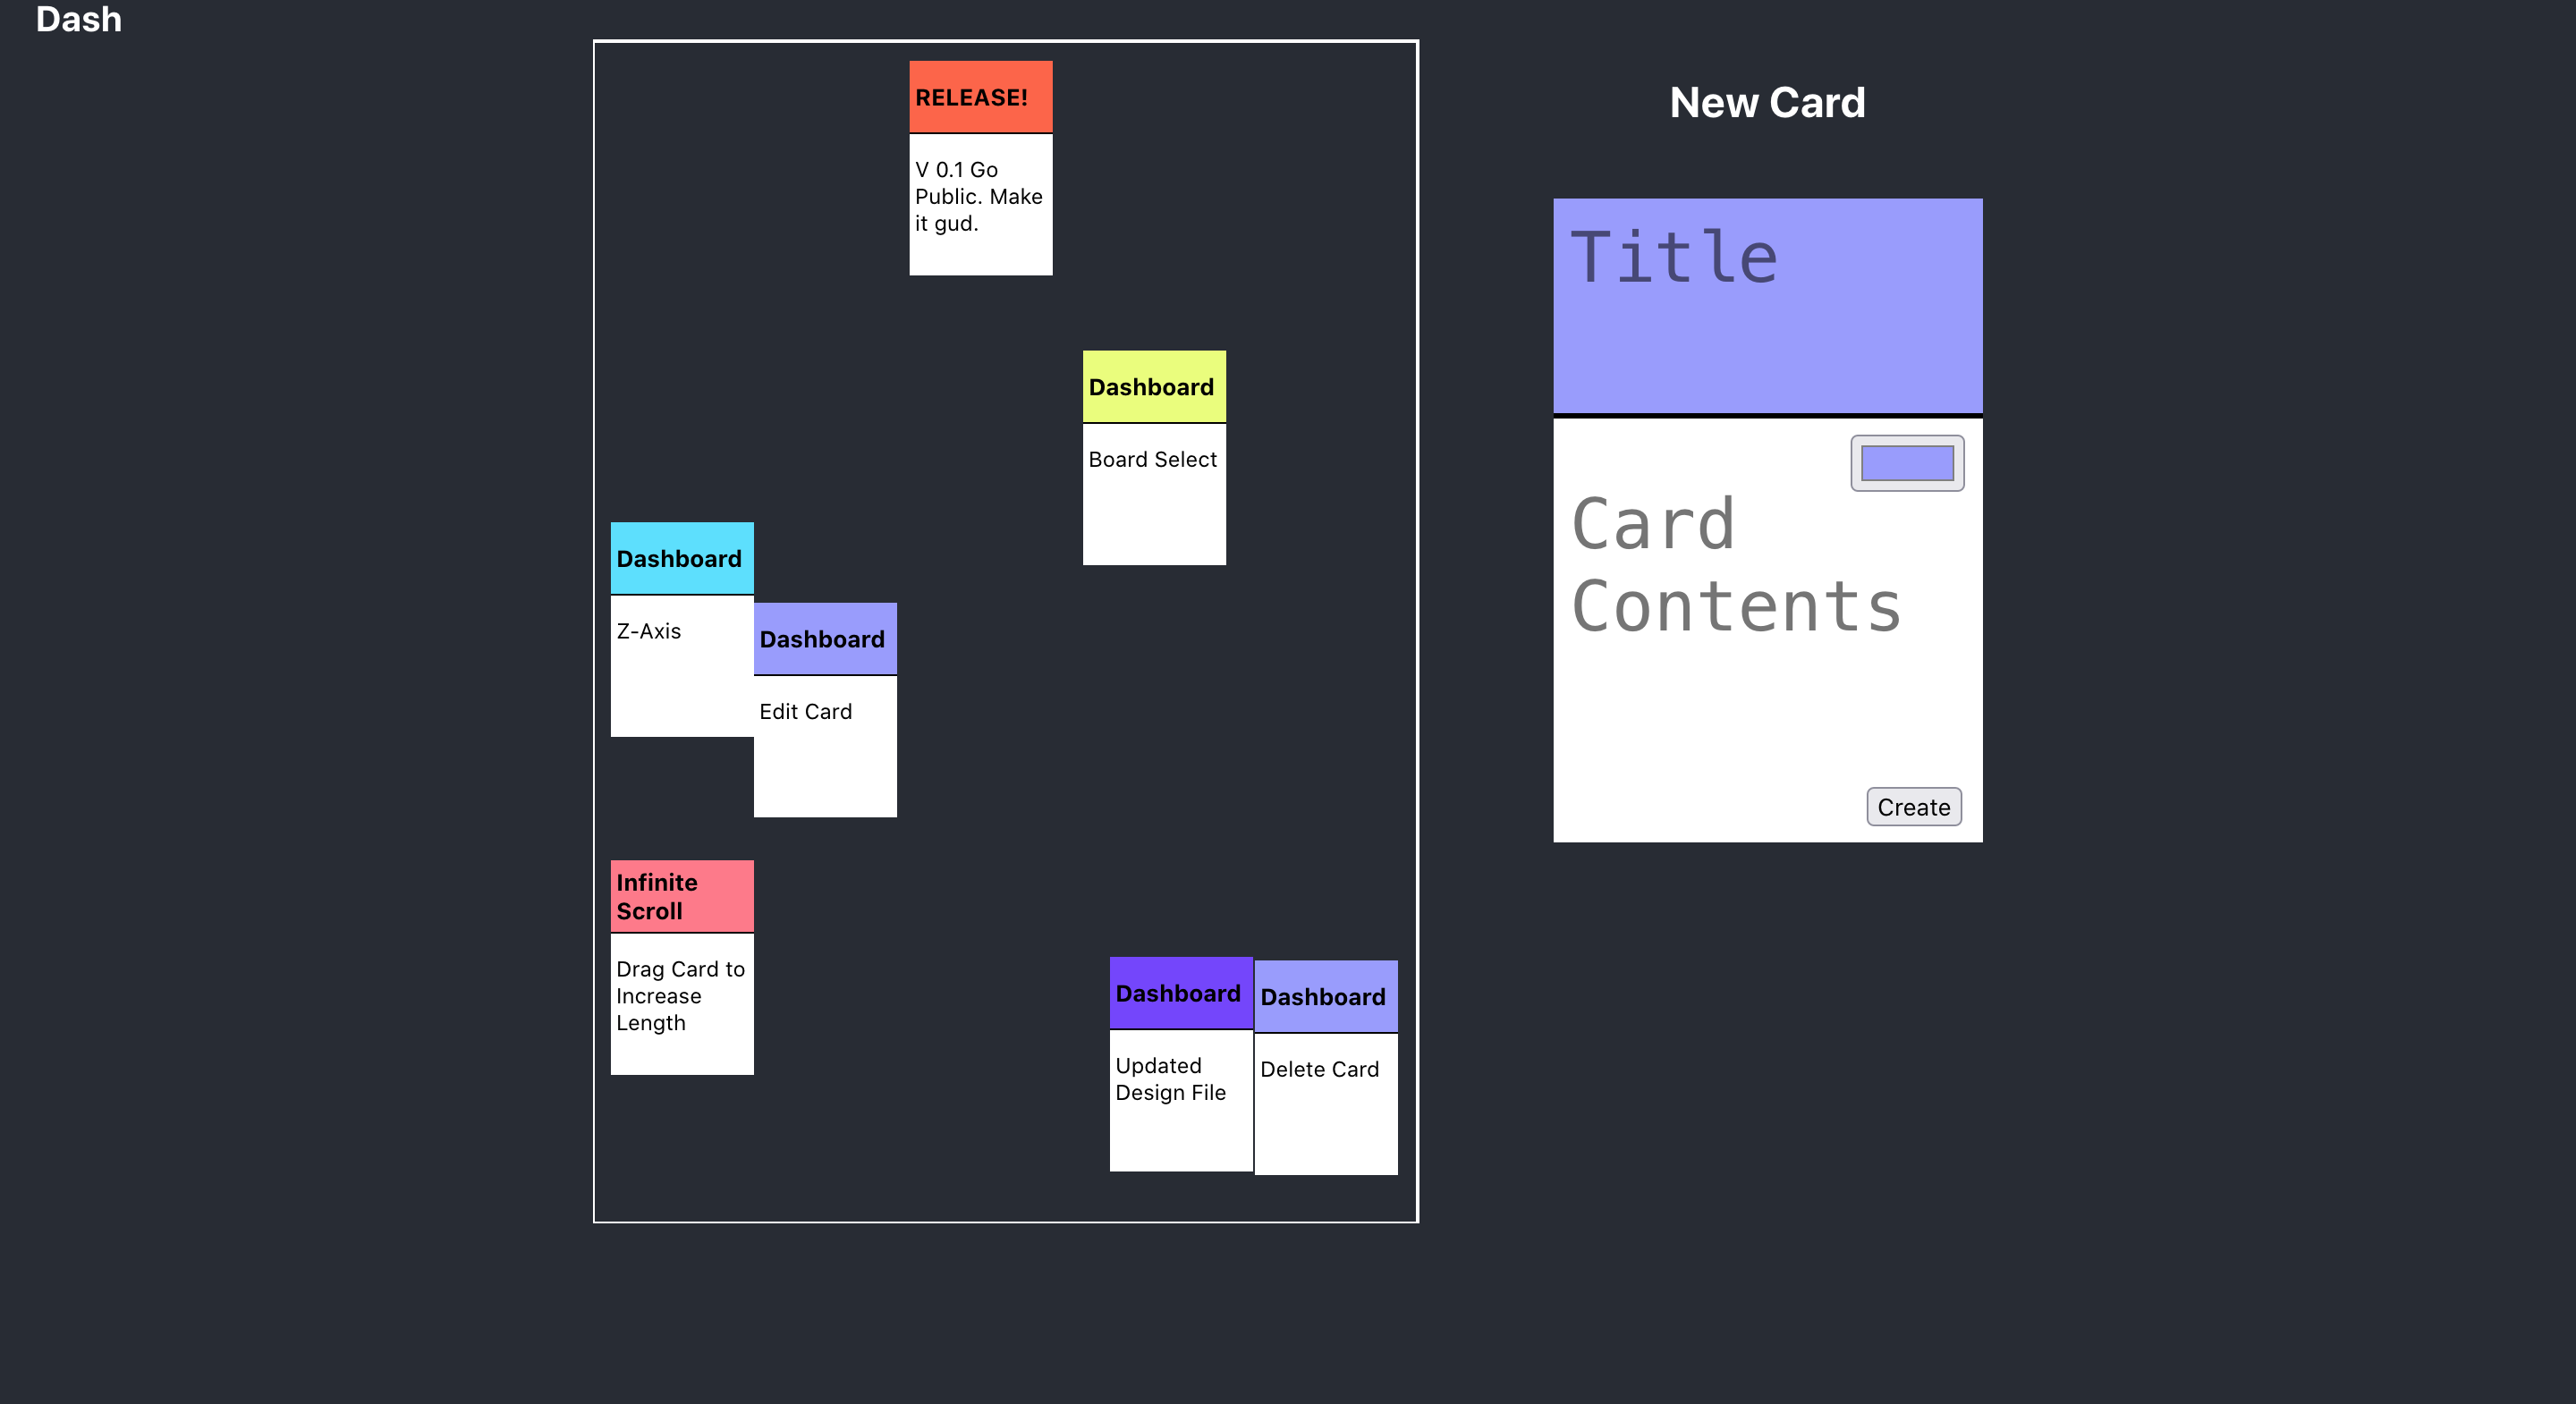 Dash
RELEASE!
V 0.1 Go
Public. Make
it gud.
Dashboard
Board Select
Dashboard
Z-Axis
Dashboard
Edit Card
Infinite
Scroll
Drag Card to
Increase
Length
Dashboard
Updated
Design File
Dashboard
Delete Card
New Card
Title
Card
Contents
Create